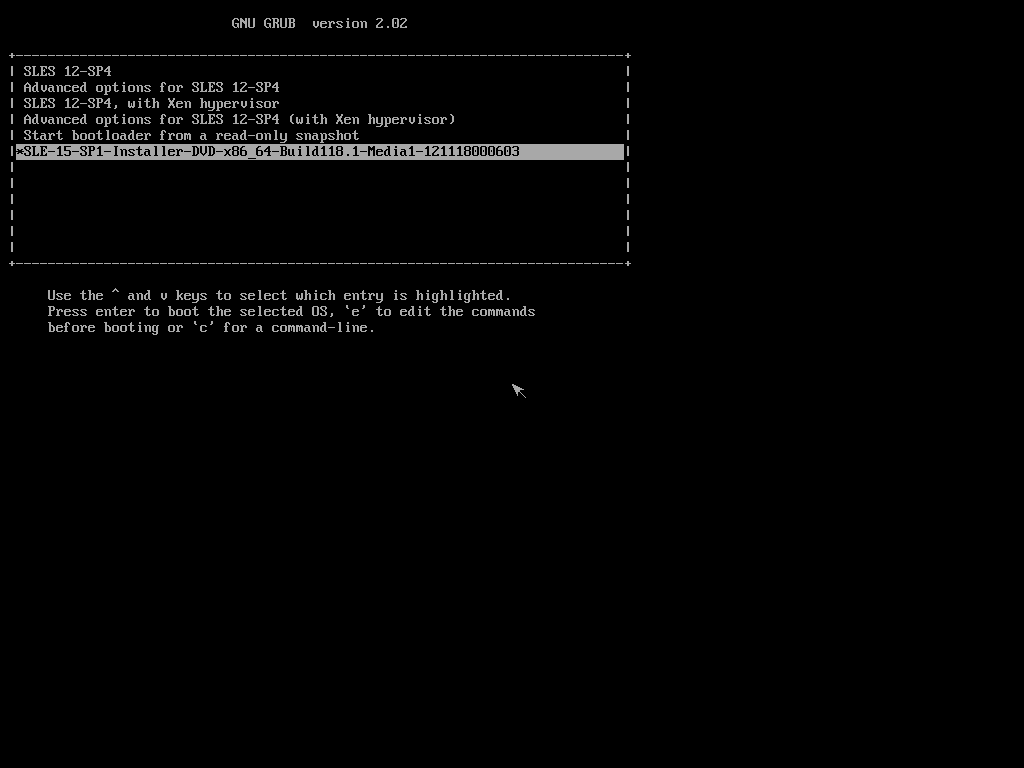 GNU GRUB  version 2.02
SLES 12-SP4
Advanced options for SLES 12-SP4
SLES 12-SP4, with Xen hypervisor
Advanced options for SLES 12-SP4 (with Xen hypervisor)
Start bootloader from a read-only snapshot
*SLE-15-SP1-Installer-DVD-x86_64-Build118.1-Media1-121118000603
Use the ^ and v keys to select which entry is highlighted.
Press enter to boot the selected OS, `e' to edit the commands
before booting or `c' for a command-line.